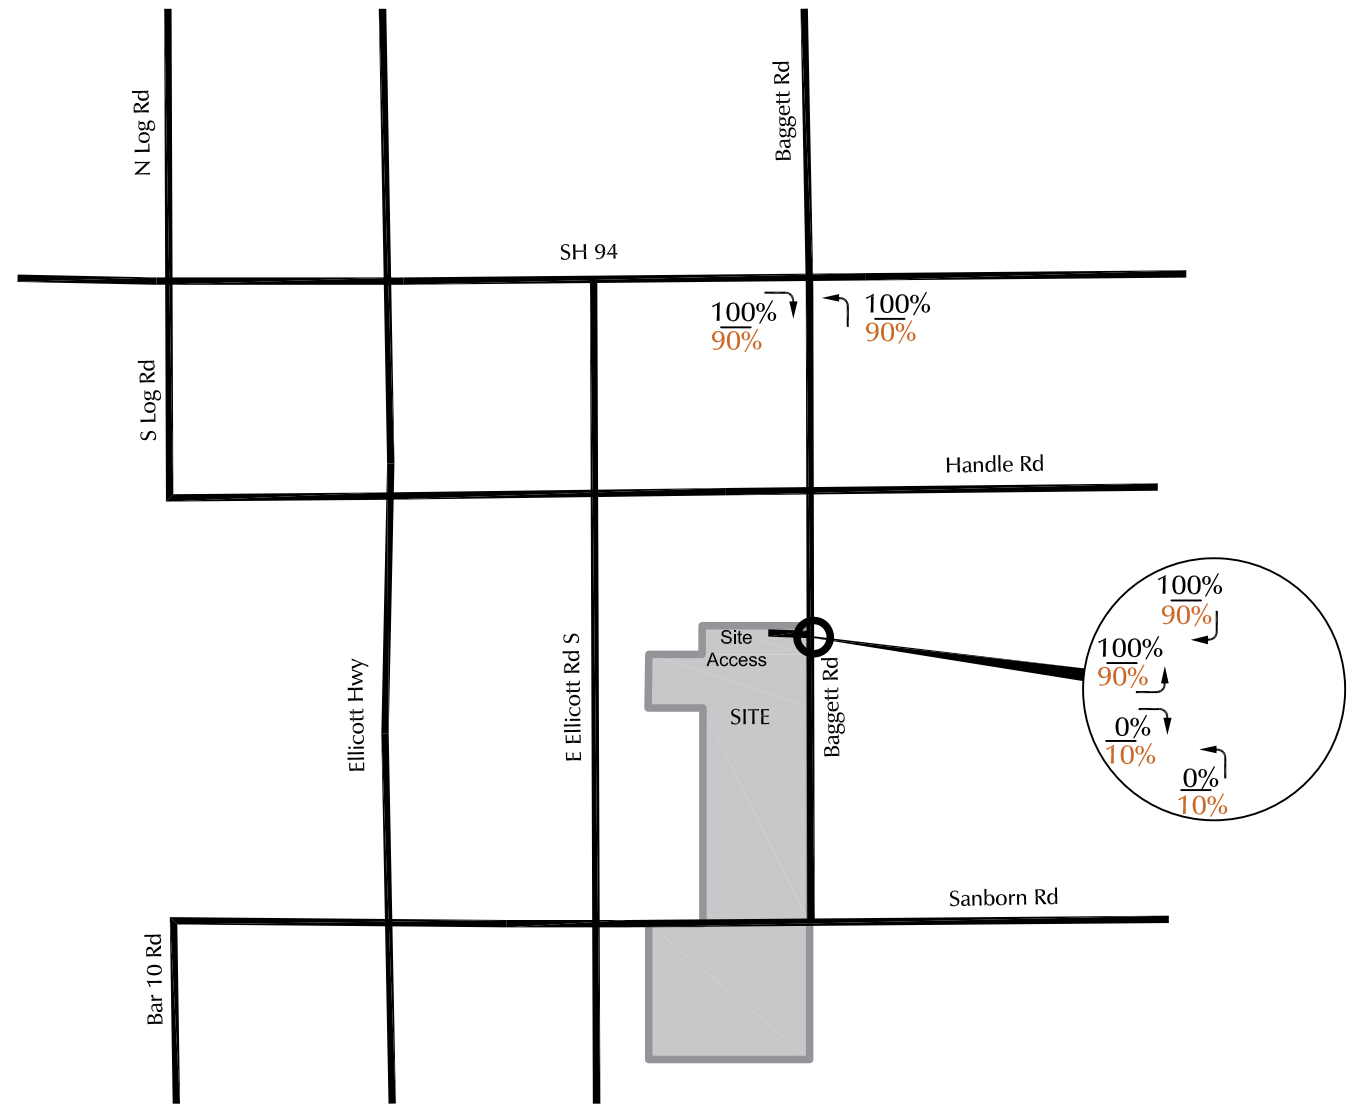 N Log Rd
Baggett Rd
SH 94
100%
90%
100%
90%
S Log Rd
Handle Rd
100%
90%
100%
90%
0%
10%
0%
10%
Site
Access
SITE
Baggett Rd
E Ellicott Rd S
Ellicott Hwy
Sanborn Rd
Bar 10 Rd